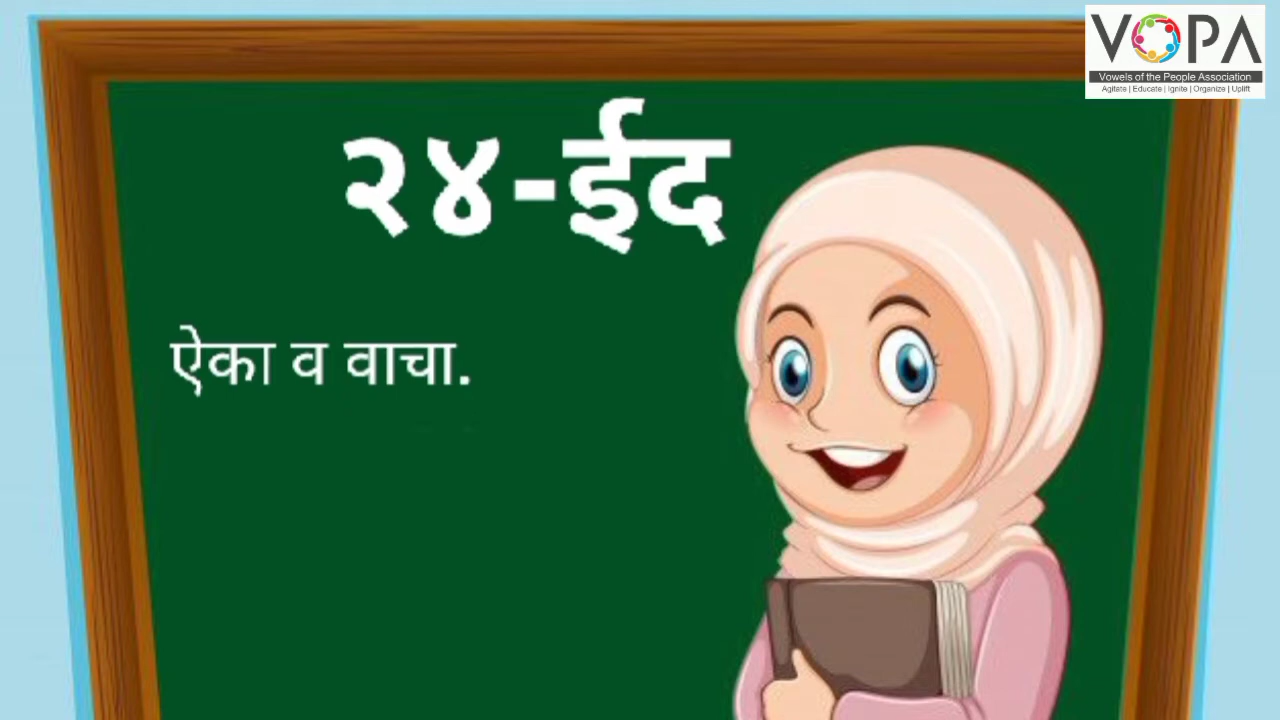 VOPA
Vowels of the People Association
Agitate | Educate | Ignite | Organize | Uplift
२४-ईद
ऐका व वाचा.